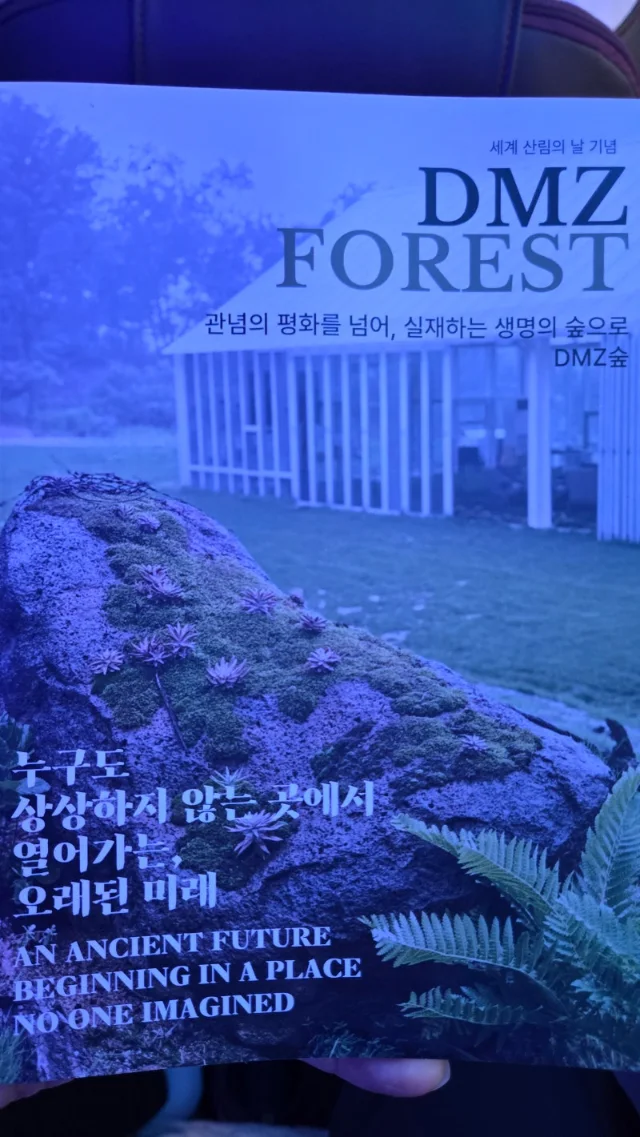 세계 산림의 날 기념
DMZ
FOREST
관념의 평화를 넘어, 실재하는 생명의 숲으로
DMZ숲
누구도
상상하지 않는 곳에서
열어가는,
오래된 미래
AN ANCIENT FUTURE
BEGINNING IN A PLACE
NO ONE IMAGINED